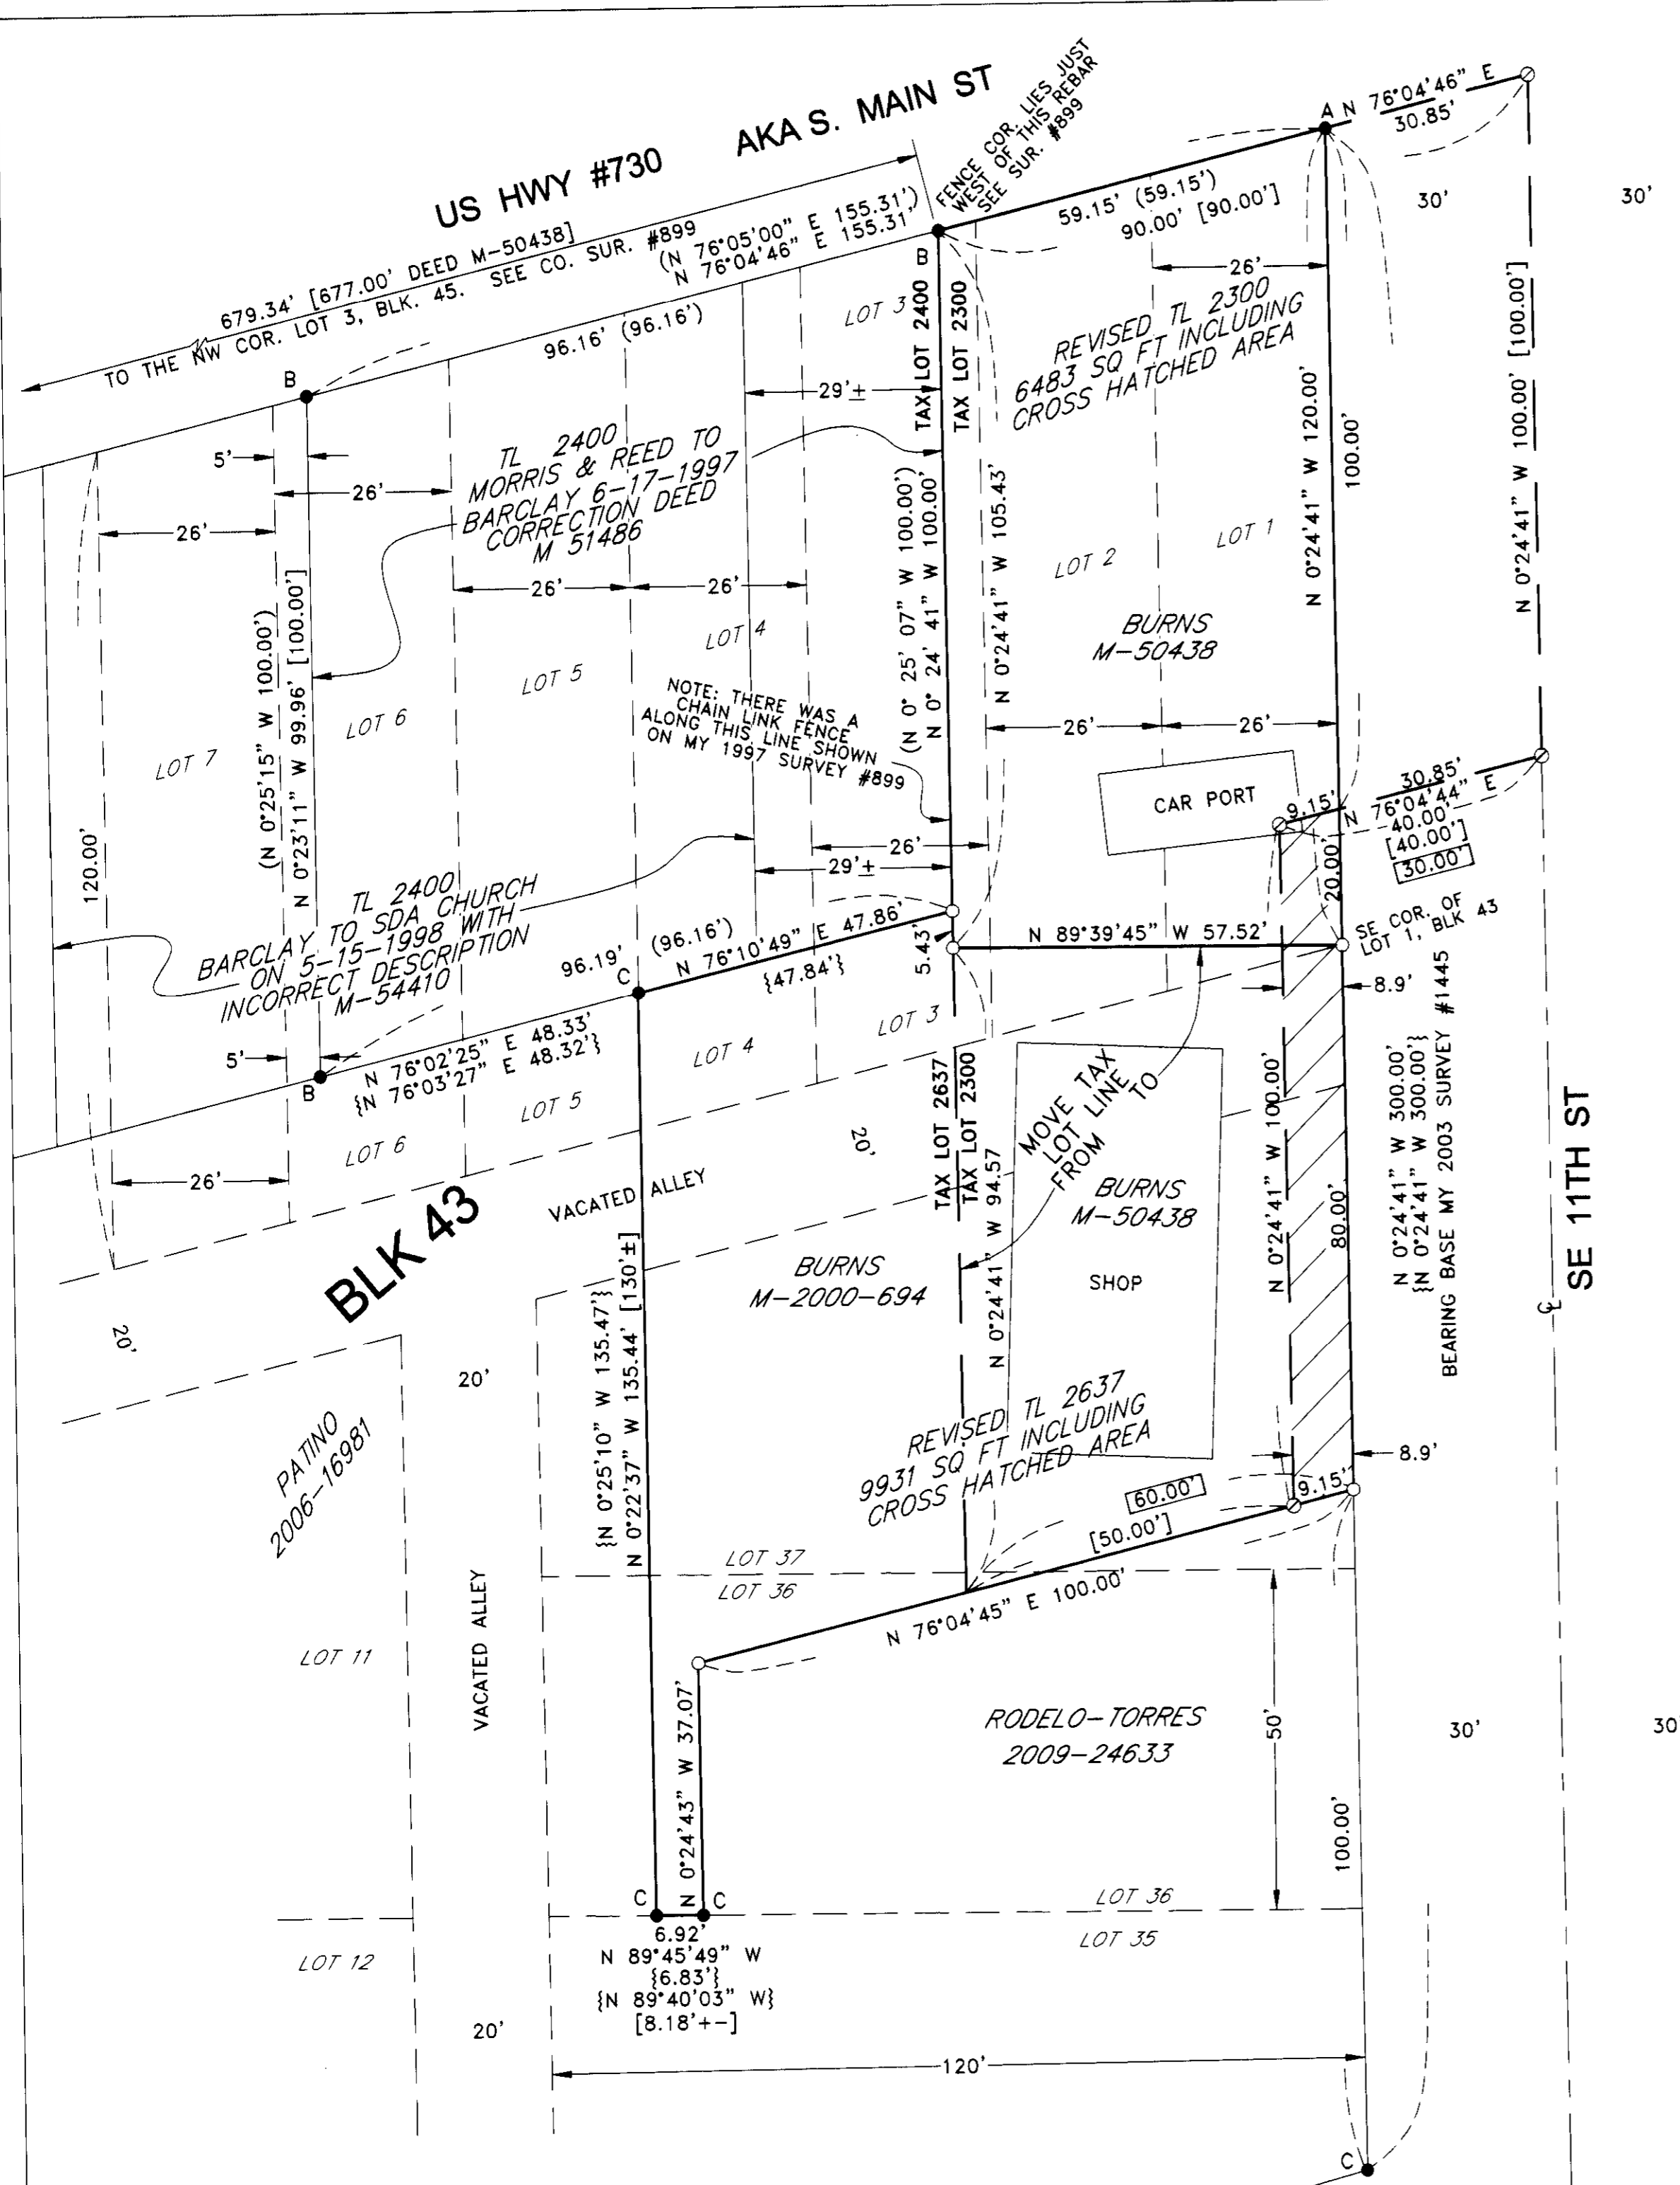 US HWY #730 AKA S. MAIN ST
679.34' [677.00' DEED M-50438]
TO THE NW COR. LOT 3, BLK. 45. SEE CO. SUR. #899
(N 76°05'00" E 155.31')
N 76°04'46" E 155.31'
FENCE COR. LIES JUST
WEST OF THIS REBAR
SEE SUR. #899
A
N 76°04'46" E
30.85'
59.15' (59.15')
90.00' [90.00']
30'
30'
B
B
96.16' (96.16')
LOT 3
TAX LOT 2400
TAX LOT 2300
26'
REVISED TL 2300
6483 SQ FT INCLUDING
CROSS HATCHED AREA
29'±
5'
26'
26'
TL 2400
MORRIS & REED TO
BARCLAY 6-17-1997
CORRECTION DEED
M 51486
26'
26'
(N 0° 25' 07" W 100.00')
N 0° 24' 41" W 100.00'
N 0°24'41" W 105.43'
N 0°24'41" W 120.00'
100.00'
N 0°24'41" W 100.00' [100.00']
LOT 1
LOT 2
BURNS
M-50438
LOT 4
LOT 5
LOT 6
LOT 7
(N 0°25'15" W 100.00')
N 0°23'11" W 99.96' [100.00']
120.00'
NOTE: THERE WAS A
CHAIN LINK FENCE
ALONG THIS LINE SHOWN
ON MY 1997 SURVEY #899
26'
26'
CAR PORT
9.15'
30.85'
N 76°04'44" E
40.00'
[40.00']
30.00'
20.00'
26'
29'±
SE COR. OF
LOT 1, BLK 43
TL 2400
BARCLAY TO SDA CHURCH
ON 5-15-1998 WITH
INCORRECT DESCRIPTION
M-54410
96.19' (96.16')
N 76°10'49" E 47.86'
{47.84'}
C
5.43'
N 89°39'45" W 57.52'
8.9'
5'
B
N 76°02'25" E 48.33'
{N 76°03'27" E 48.32'}
LOT 3
LOT 4
LOT 5
LOT 6
26'
20'
VACATED ALLEY
BLK 43
20'
TAX LOT 2637
TAX LOT 2300
MOVE TAX
LOT LINE
FROM TO
N 0°24'41" W 94.57
BURNS
M-50438
SHOP
BURNS
M-2000-694
N 0°24'41" W 100.00'
80.00'
N 0°24'41" W 300.00'
{N 0°24'41" W 300.00'}
BEARING BASE MY 2003 SURVEY #1445
SE 11TH ST
℄
{N 0°25'10" W 135.47'}
N 0°22'37" W 135.44' [130'±]
20'
PATINO
2006-16981
REVISED TL 2637
9931 SQ FT INCLUDING
CROSS HATCHED AREA
8.9'
60.00'
9.15'
[50.00']
LOT 37
LOT 36
N 76°04'45" E 100.00'
LOT 11
VACATED ALLEY
N 0°24'43" W 37.07'
RODELO-TORRES
2009-24633
50'
30'
30'
100.00'
C
C
LOT 36
LOT 35
LOT 12
6.92'
N 89°45'49" W
{6.83'}
{N 89°40'03" W}
[8.18'+-]
20'
120'
C